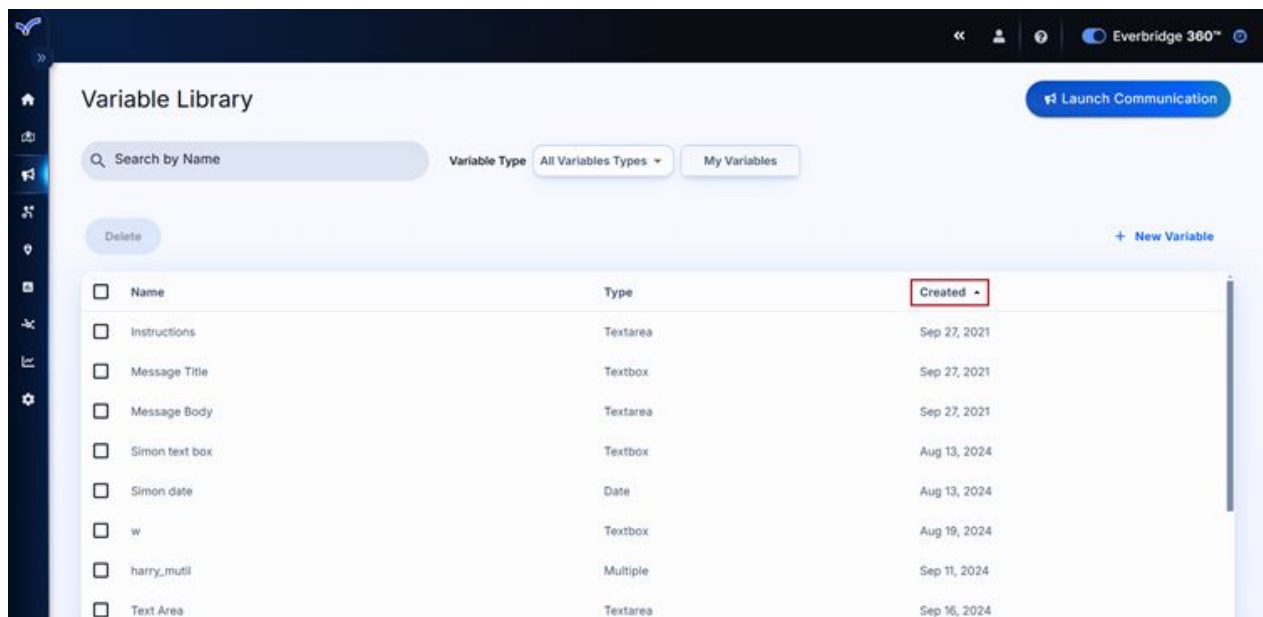 Everbridge 360™
Variable Library
Launch Communication
Search by Name
Variable Type All Variables Types My Variables
Delete
+ New Variable
Name Type Created
Instructions Textarea Sep 27, 2021
Message Title Textbox Sep 27, 2021
Message Body Textarea Sep 27, 2021
Simon text box Textbox Aug 13, 2024
Simon date Date Aug 13, 2024
w Textbox Aug 19, 2024
harry_mutil Multiple Sep 11, 2024
Text Area Textarea Sep 16, 2024